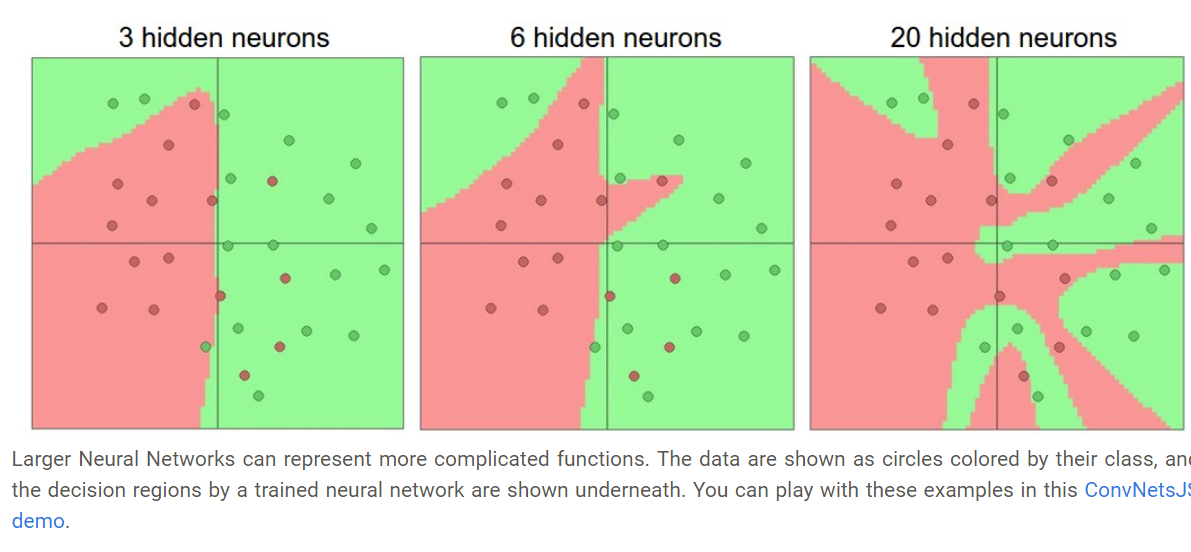 3 hidden neurons
6 hidden neurons
20 hidden neurons
Larger Neural Networks can represent more complicated functions. The data are shown as circles colored by their class, and
the decision regions by a trained neural network are shown underneath. You can play with these examples in this ConvNetsJS
demo.